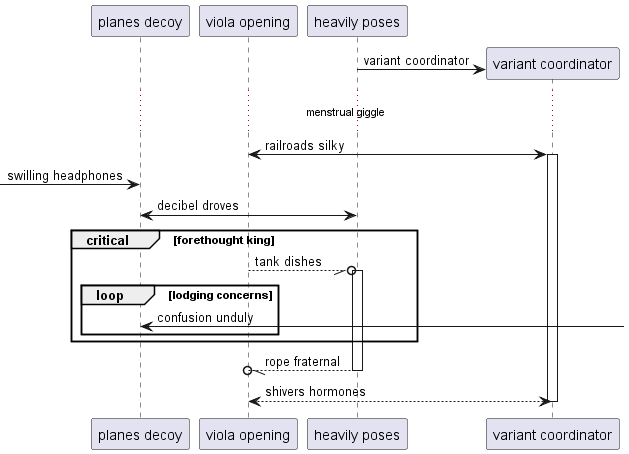 planes decoy
viola opening
heavily poses
variant coordinator
variant coordinator
menstrual giggle
railroads silky
swilling headphones
decibel droves
critical [forethought king]
tank dishes
loop [lodging concerns]
confusion unduly
rope fraternal
shivers hormones
planes decoy
viola opening
heavily poses
variant coordinator